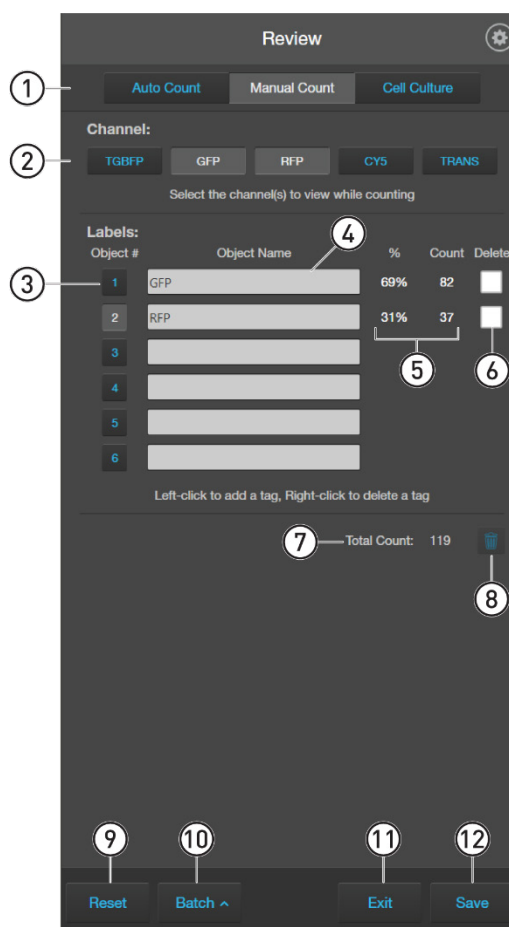 Review
1 Auto Count Manual Count Cell Culture
Channel:
2 TGBFP GFP RFP CY5 TRANS
Select the channel(s) to view while counting
Labels:
4
Object # Object Name % Count Delete
3 1 GFP 69% 82
2 RFP 31% 37
3
5 6
4
5
6
Left-click to add a tag, Right-click to delete a tag
7 Total Count: 119
8
9 10 11 12
Reset Batch Exit Save